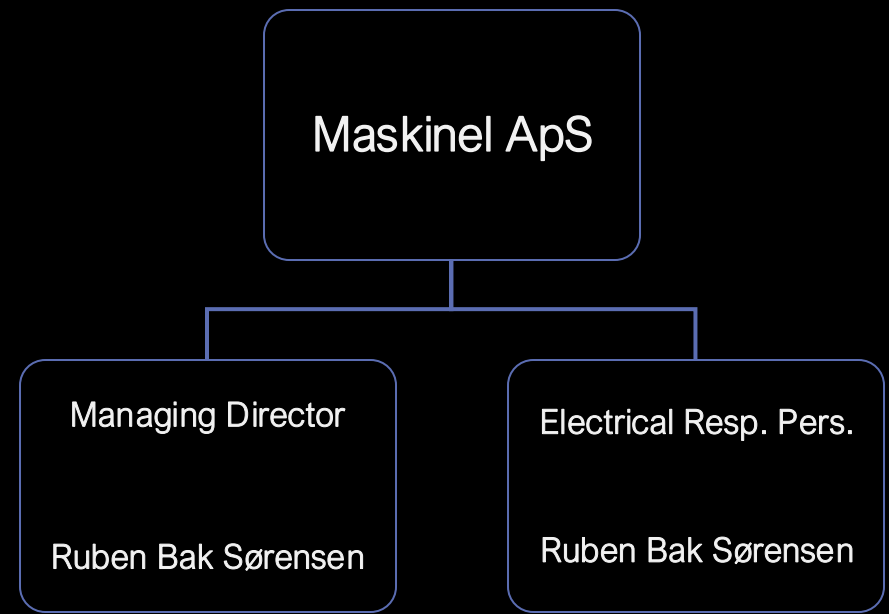 Maskinel ApS
Managing Director
Ruben Bak Sørensen
Electrical Resp. Pers.
Ruben Bak Sørensen